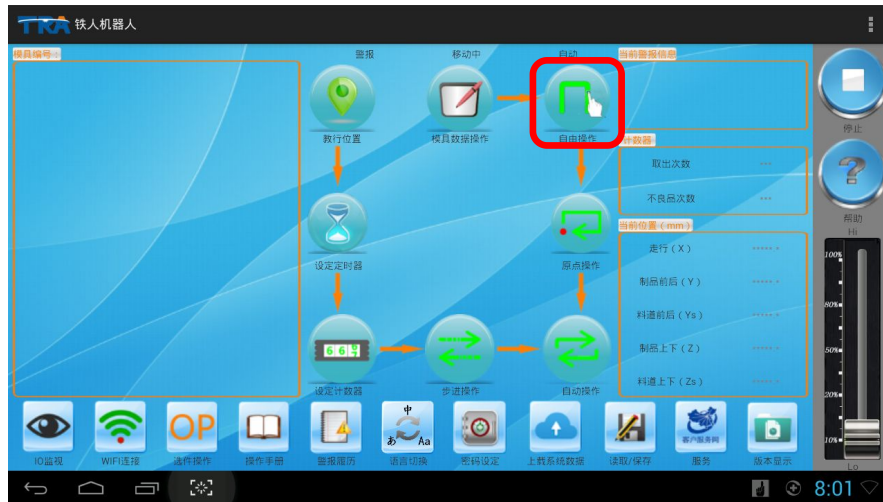 TRA 铁人机器人
模具编号：
警报
移动中
自动
当前警报信息
教行位置
模具数据操作
自由操作
停止
计数器
取出次数
---
不良品次数
---
帮助
设定定时器
原点操作
当前位置（mm）
走行（X）
制品前后（Y）
料道前后（Ys）
制品上下（Z）
料道上下（Zs）
Hi
100%
80%
50%
20%
10%
Lo
6 6
设定计数器
步进操作
自动操作
OP
中
あ
Aa
客户服务网
IO监视
WIFI连接
选件操作
操作手册
警报履历
语言切换
密码设定
上载系统数据
读取/保存
服务
版本显示
8:01